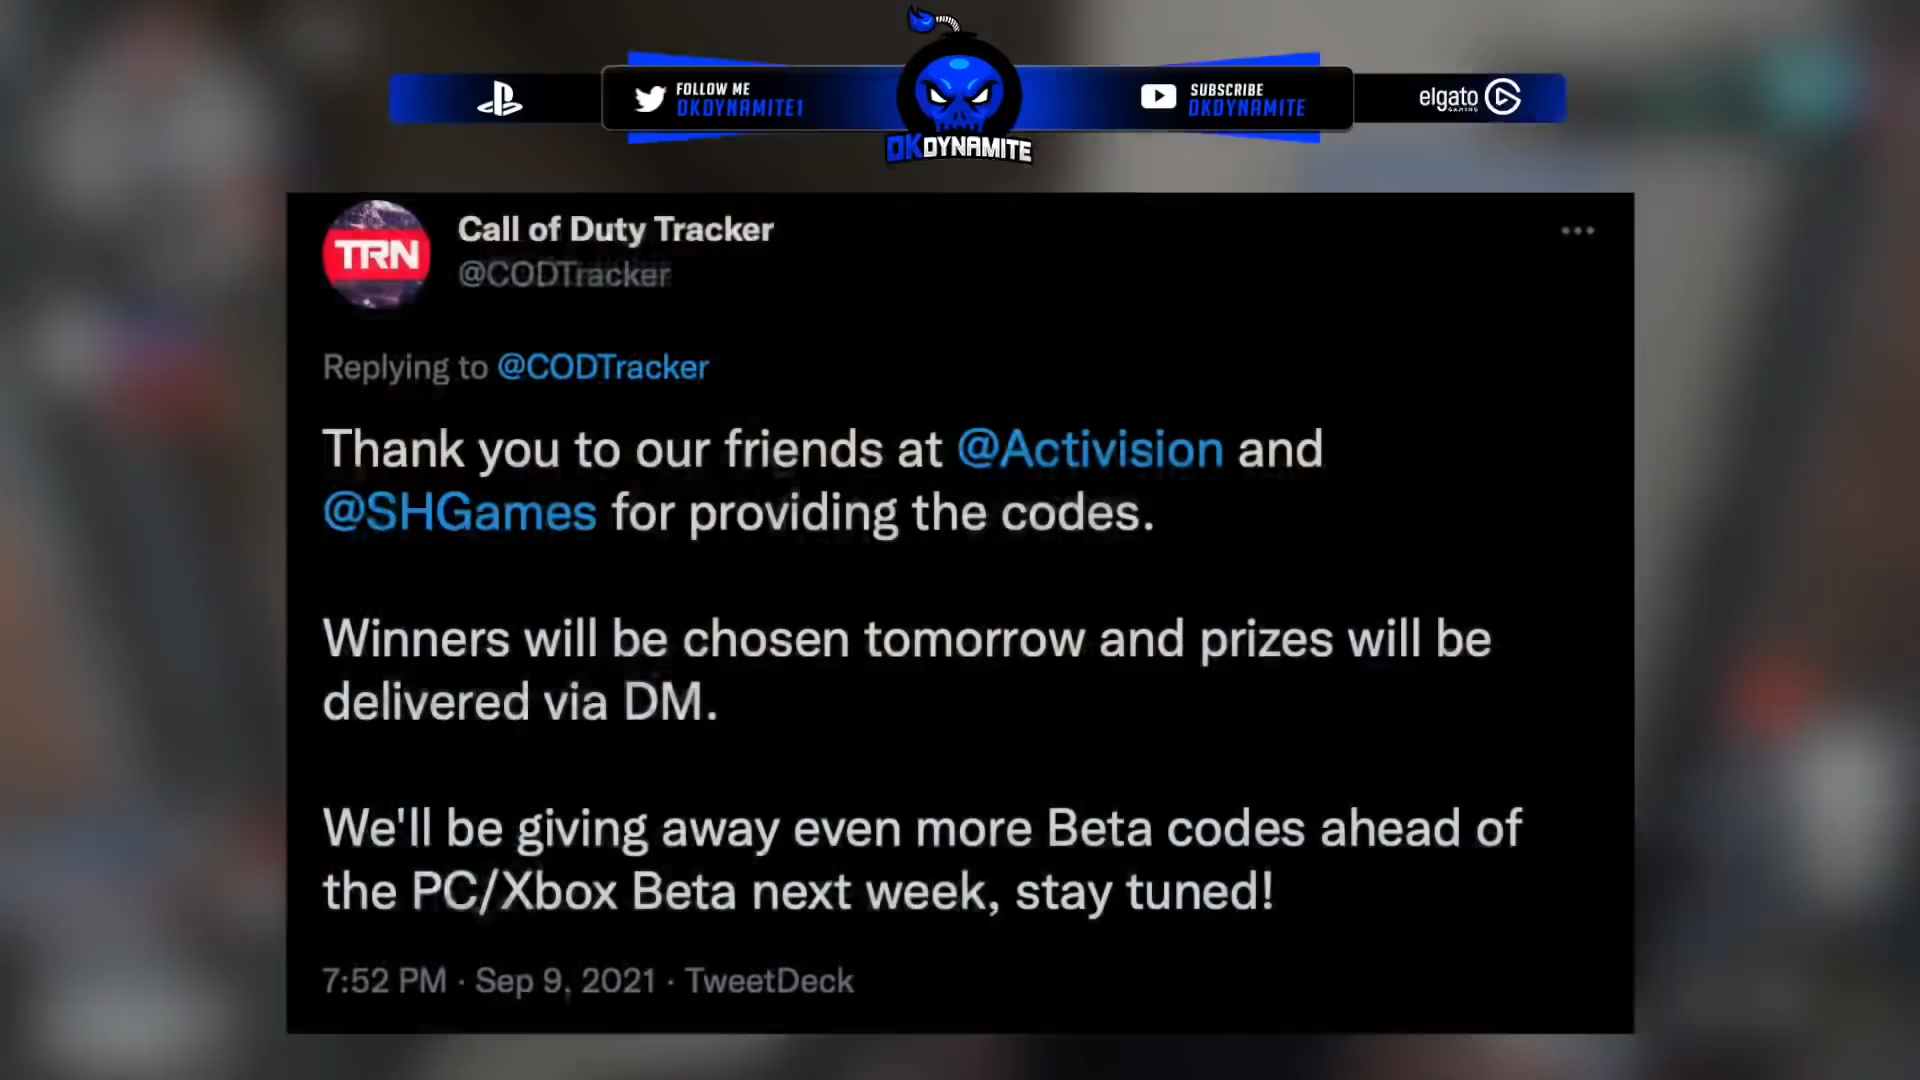 FOLLOW ME
DKDYNAMITE1
SUBSCRIBE
DKDYNAMITE
elgato
GAMING
DKDYNAMITE
TRN
Call of Duty Tracker
@CODTracker
Replying to @CODTracker
Thank you to our friends at @Activision and
@SHGames for providing the codes.
Winners will be chosen tomorrow and prizes will be
delivered via DM.
We'll be giving away even more Beta codes ahead of
the PC/Xbox Beta next week, stay tuned!
7:52 PM · Sep 9, 2021 · TweetDeck